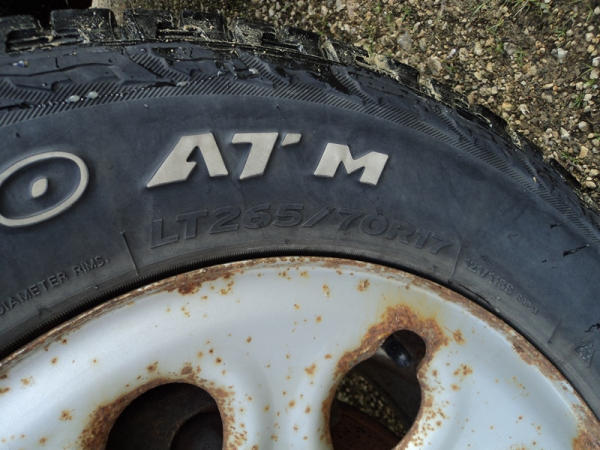 AT M
LT265/70R17
DIAMETER RIMS.